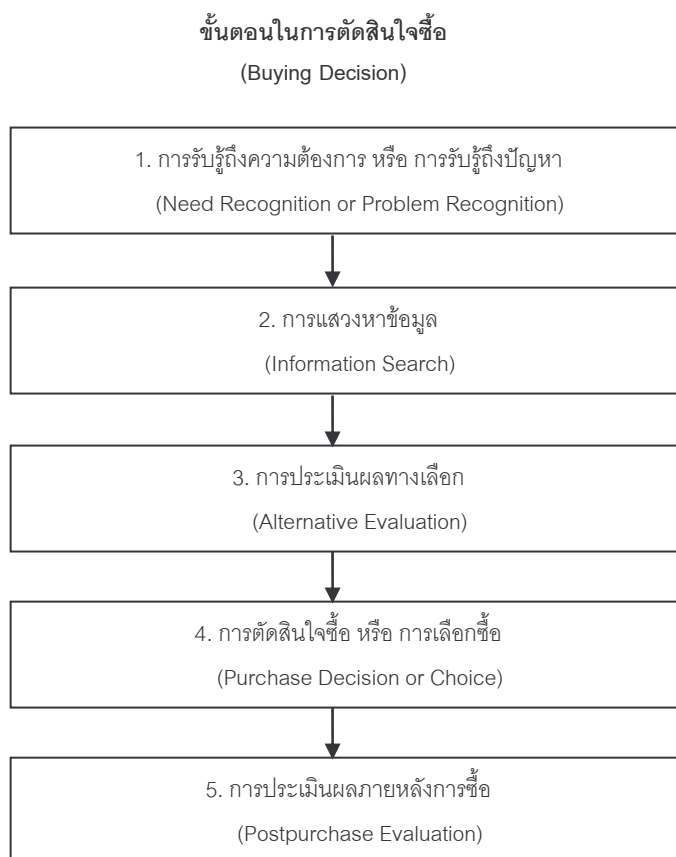 ขั้นตอนในการตัดสินใจซื้อ
(Buying Decision)
1. การรับรู้ถึงความต้องการ หรือ การรับรู้ถึงปัญหา
(Need Recognition or Problem Recognition)
2. การแสวงหาข้อมูล
(Information Search)
3. การประเมินผลทางเลือก
(Alternative Evaluation)
4. การตัดสินใจซื้อ หรือ การเลือกซื้อ
(Purchase Decision or Choice)
5. การประเมินผลภายหลังการซื้อ
(Postpurchase Evaluation)